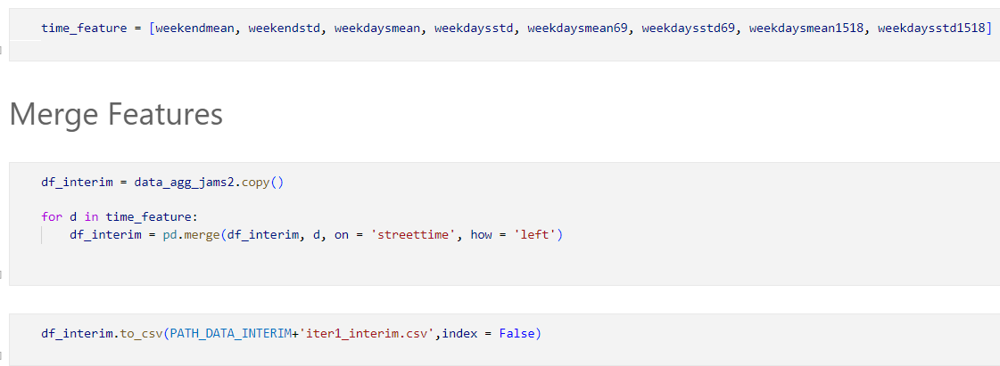 time_feature = [weekendmean, weekendstd, weekdaysmean, weekdaysstd, weekdaysmean69, weekdaysstd69, weekdaysmean1518, weekdaysstd1518]
Merge Features
df_interim = data_agg_jams2.copy()
for d in time_feature:
    df_interim = pd.merge(df_interim, d, on = 'streettime', how = 'left')
df_interim.to_csv(PATH_DATA_INTERIM+'iter1_interim.csv',index = False)